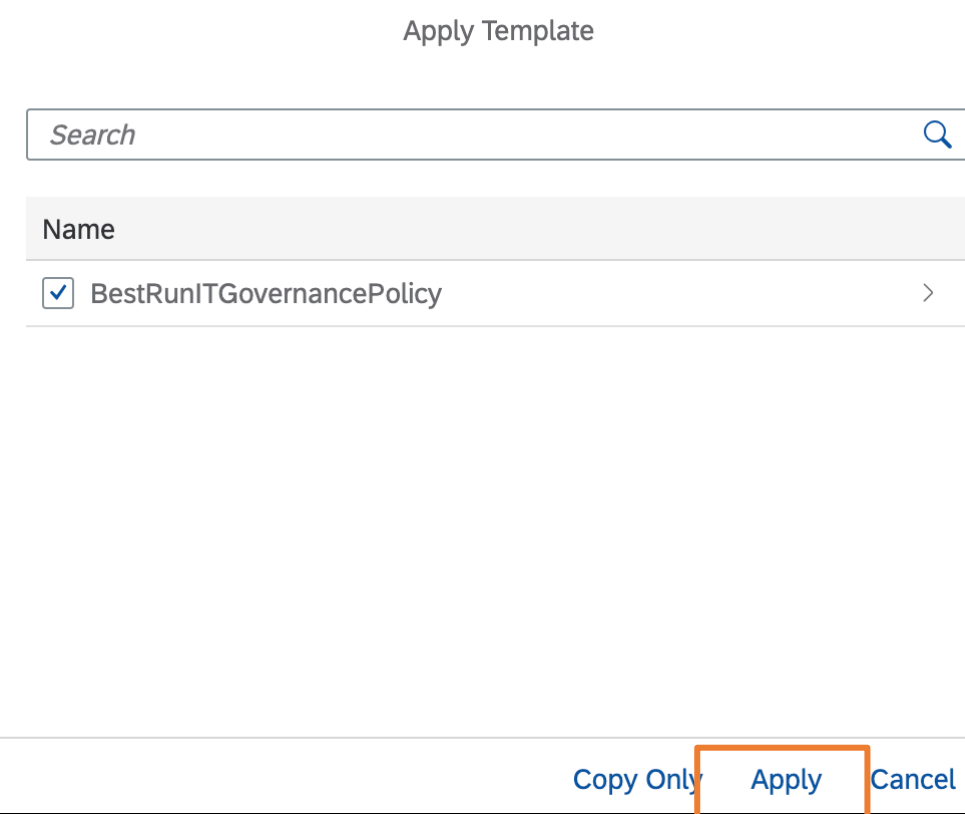 Apply Template
Search
Name
BestRunITGovernancePolicy
Copy Only Apply Cancel